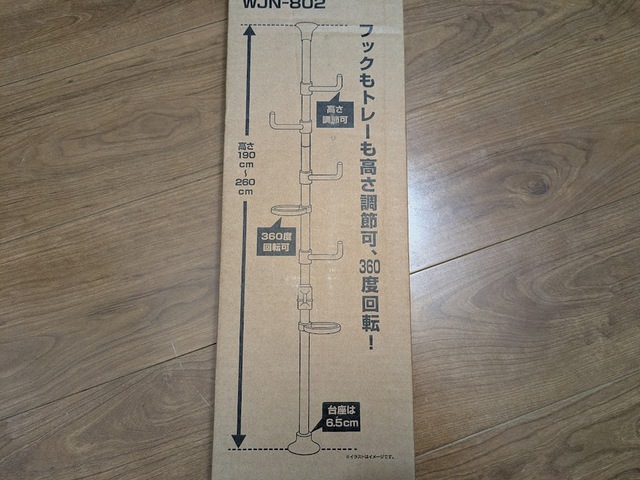 WJN-802
フックもトレーも高さ調節可、360度回転！
高さ
調節可
高さ
190
cm
〜
260
cm
360度
回転可
台座は
6.5cm
※イラストはイメージです。